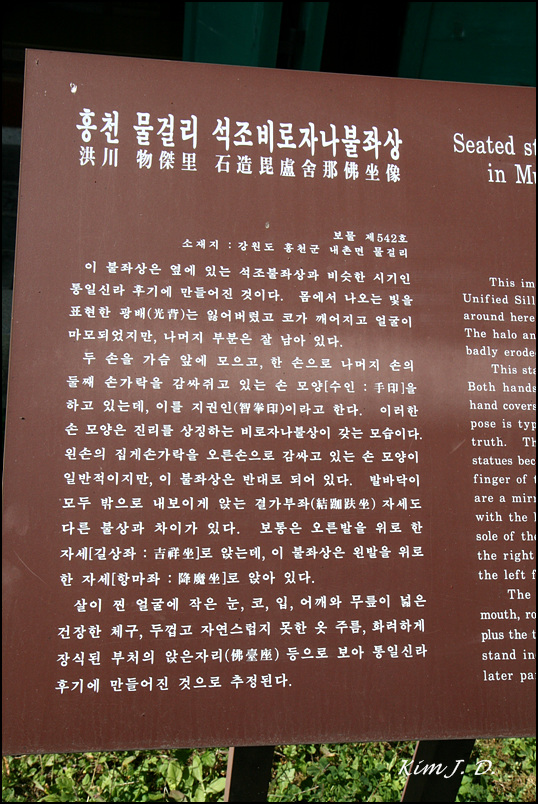 홍천 물걸리 석조비로자나불좌상
洪川 物傑里 石造毘盧舍那佛坐像
보물 제542호
소재지 : 강원도 홍천군 내촌면 물걸리
이 불좌상은 옆에 있는 석조불좌상과 비슷한 시기인
통일신라 후기에 만들어진 것이다. 몸에서 나오는 빛을
표현한 광배(光背)는 잃어버렸고 코가 깨어지고 얼굴이
마모되었지만, 나머지 부분은 잘 남아 있다.
두 손을 가슴 앞에 모으고, 한 손으로 나머지 손의
둘째 손가락을 감싸쥐고 있는 손 모양[수인 : 手印]을
하고 있는데, 이를 지권인(智拳印)이라고 한다. 이러한
손 모양은 진리를 상징하는 비로자나불상이 갖는 모습이다.
왼손의 집게손가락을 오른손으로 감싸고 있는 손 모양이
일반적이지만, 이 불좌상은 반대로 되어 있다. 발바닥이
모두 밖으로 내보이게 앉는 결가부좌(結跏趺坐) 자세도
다른 불상과 차이가 있다. 보통은 오른발을 위로 한
자세[길상좌 : 吉祥坐]로 앉는데, 이 불좌상은 왼발을 위로
한 자세[항마좌 : 降魔坐]로 앉아 있다.
살이 찐 얼굴에 작은 눈, 코, 입, 어깨와 무릎이 넓은
건장한 체구, 두껍고 자연스럽지 못한 옷 주름, 화려하게
장식된 부처의 앉은자리(佛臺座) 등으로 보아 통일신라
후기에 만들어진 것으로 추정된다.
Seated
in
This
Unified
around here
The halo an
badly erode
This
Both hands
hand covers
pose is
truth.
statues
finger of
are a
with the
sole of the
the right
the left
The
mouth,
plus the
stand
later
Kim J. D.